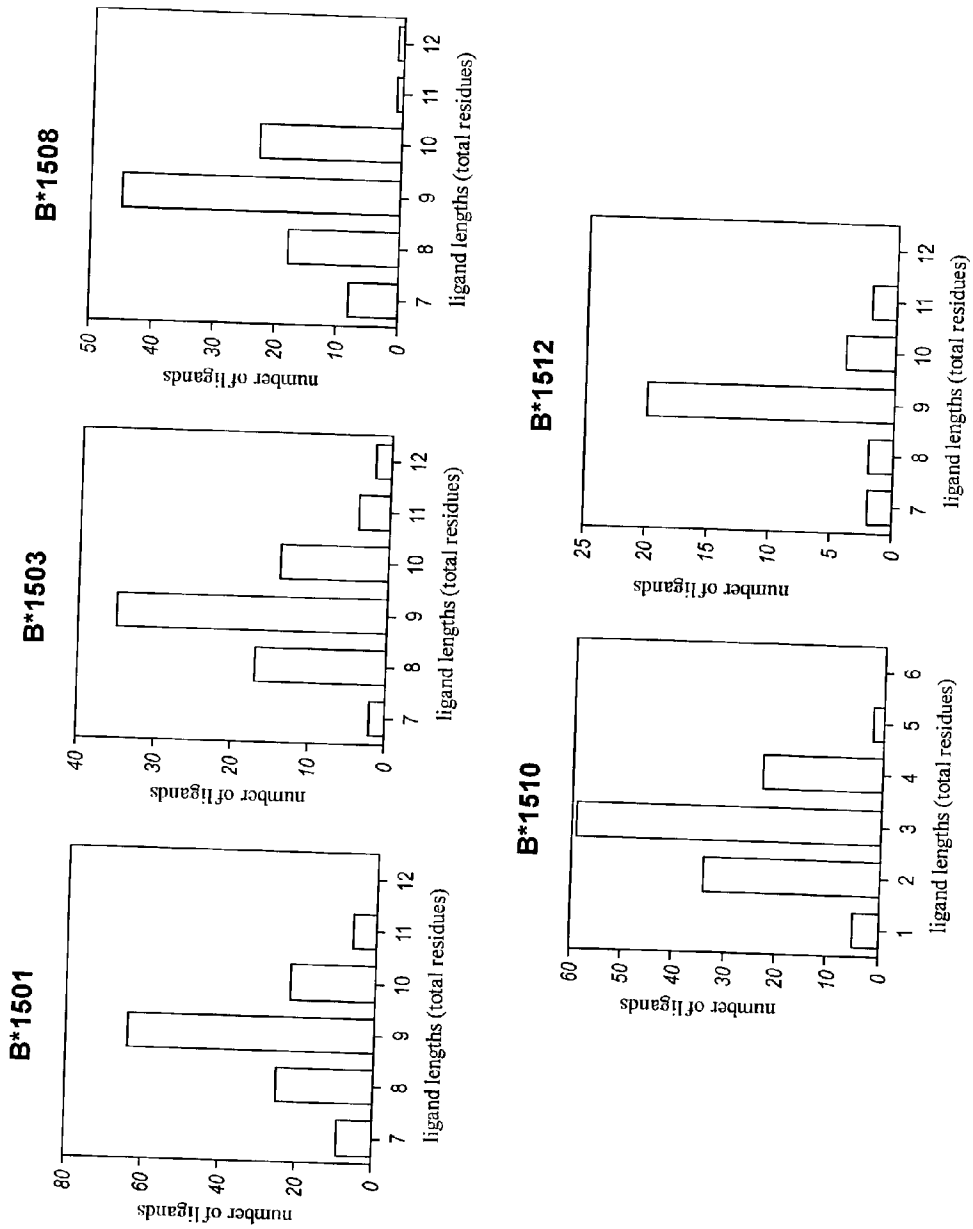 B*1501
80
60
40
20
0
number of ligands
7 8 9 10 11 12
ligand lengths (total residues)
B*1503
40
30
20
10
0
number of ligands
7 8 9 10 11 12
ligand lengths (total residues)
B*1508
50
40
30
20
10
0
number of ligands
7 8 9 10 11 12
ligand lengths (total residues)
B*1510
60
50
40
30
20
10
0
number of ligands
1 2 3 4 5 6
ligand lengths (total residues)
B*1512
25
20
15
10
5
0
number of ligands
7 8 9 10 11 12
ligand lengths (total residues)